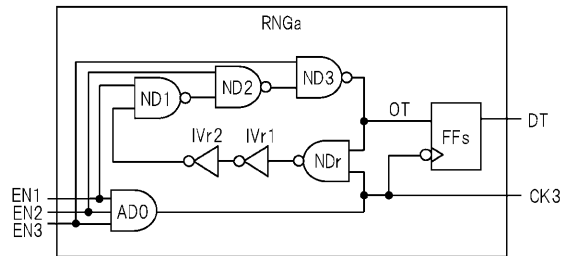 RNGa
ND1
ND2
ND3
OT
DT
FFs
IVr2
IVr1
NDr
EN1
EN2
EN3
AD0
CK3